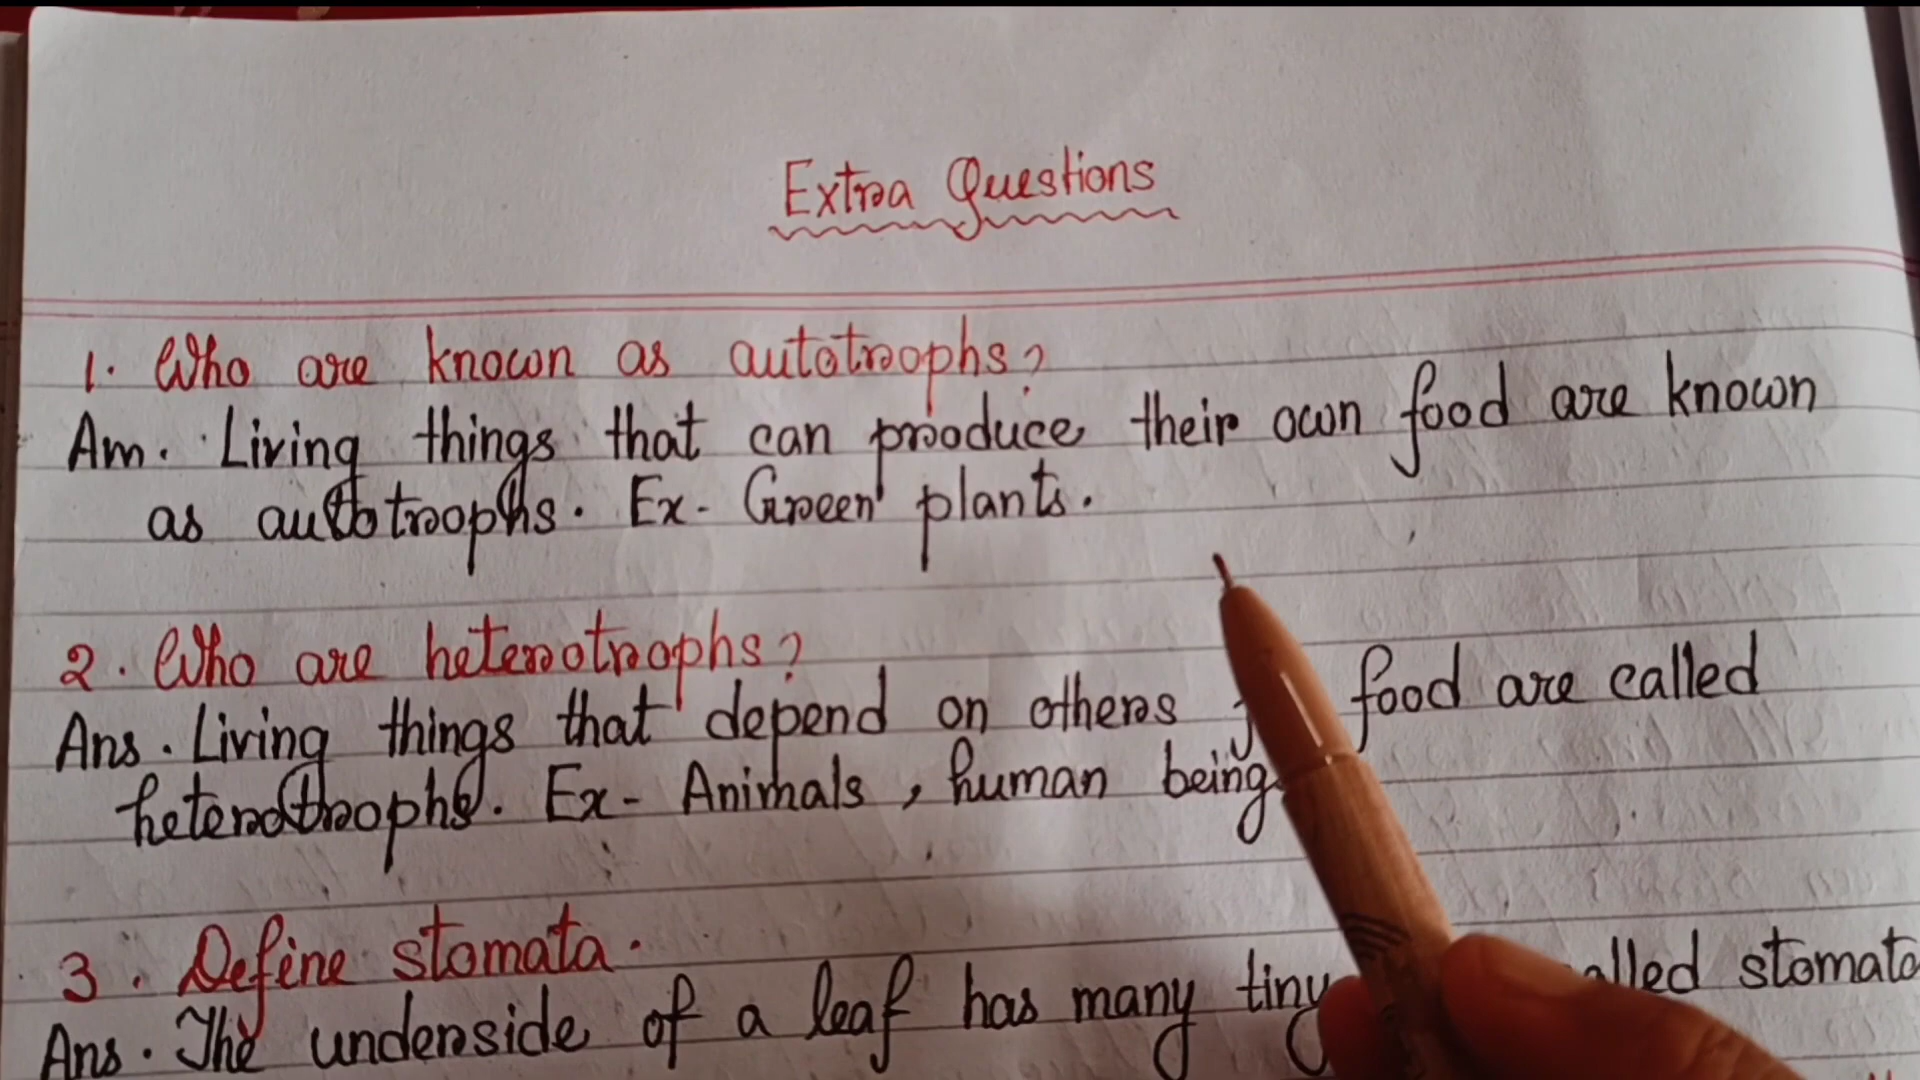 Extra Questions
1. Who are known as autotrophs?
Ans. Living things that can produce their own food are known
as autotrophs. Ex- Green plants.
2. Who are heterotrophs?
Ans. Living things that depend on others food are called
heterotrophs. Ex- Animals, human being
3. Define stomata.
Ans. The underside of a leaf has many tiny stomata